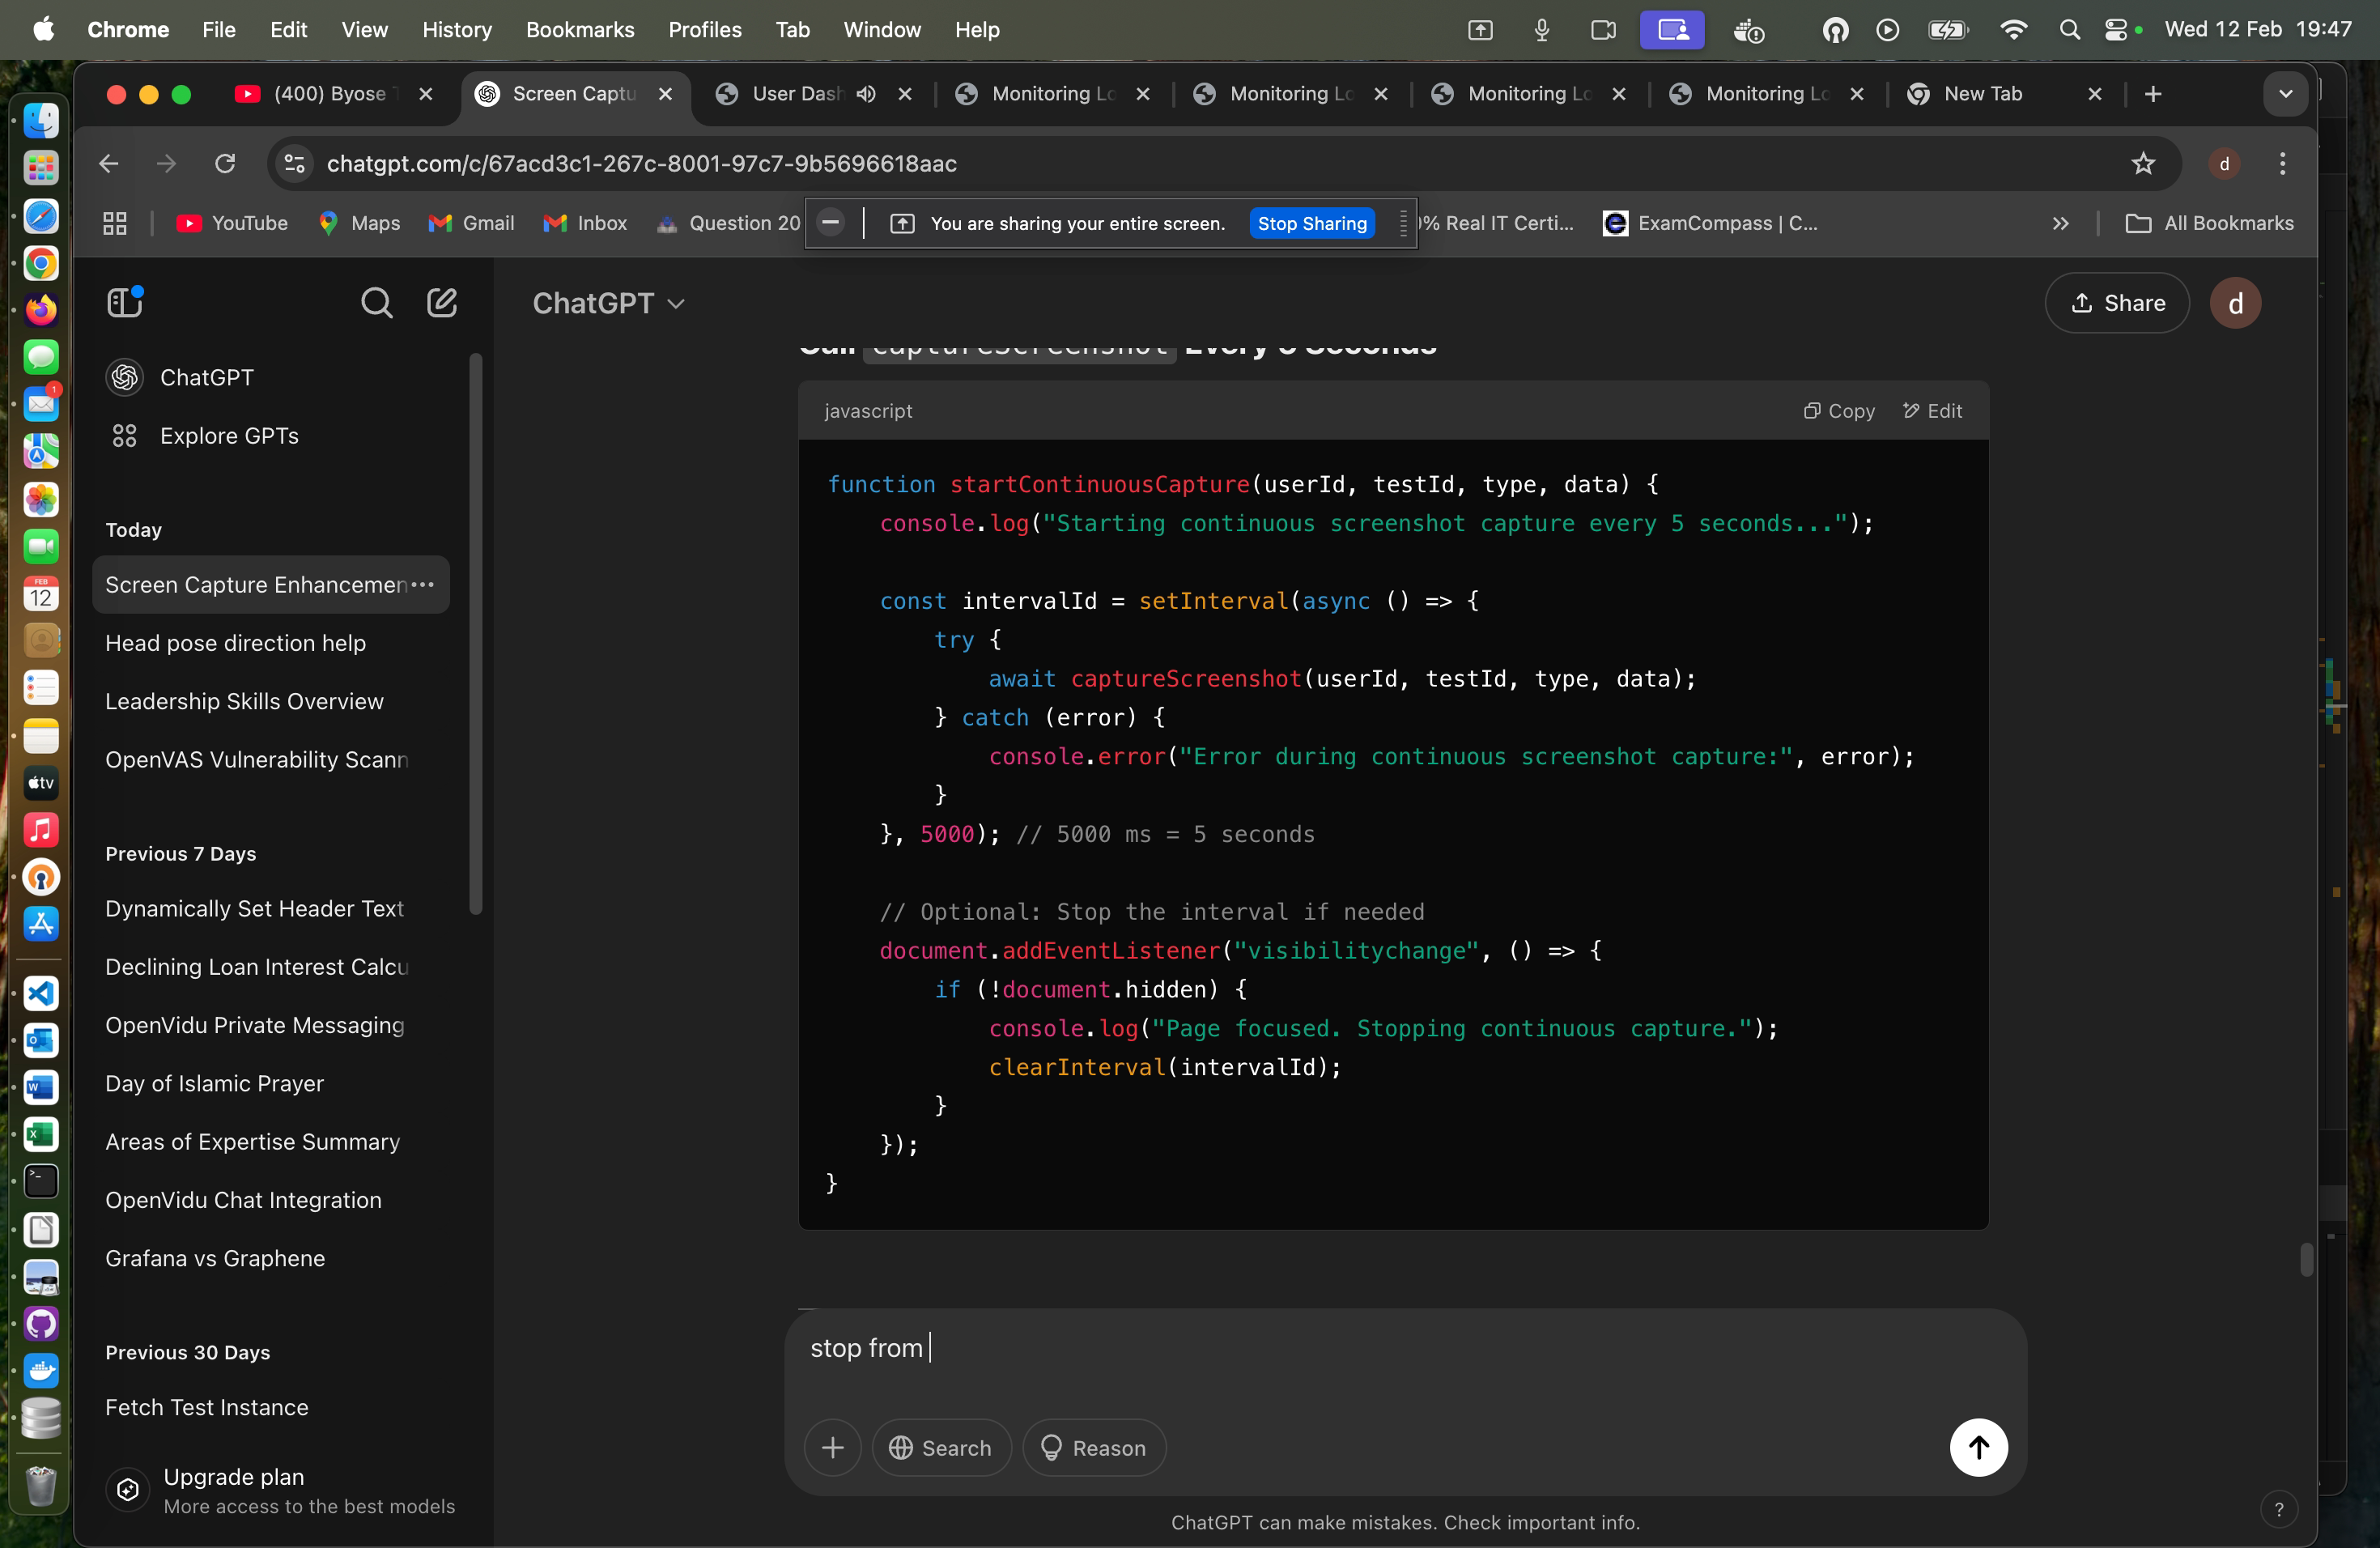 Chrome File Edit View History Bookmarks Profiles Tab Window Help Wed 12 Feb 19:47
(400) Byose Screen Captu User Dash Monitoring Lo Monitoring Lo Monitoring Lo Monitoring Lo New Tab
chatgpt.com/c/67acd3c1-267c-8001-97c7-9b5696618aac d
YouTube Maps Gmail Inbox Question 20 You are sharing your entire screen. Stop Sharing % Real IT Certi... ExamCompass | C... All Bookmarks
ChatGPT Share d
ChatGPT
Explore GPTs
Today
Screen Capture Enhancemen
Head pose direction help
Leadership Skills Overview
OpenVAS Vulnerability Scann
Previous 7 Days
Dynamically Set Header Text
Declining Loan Interest Calcu
OpenVidu Private Messaging
Day of Islamic Prayer
Areas of Expertise Summary
OpenVidu Chat Integration
Grafana vs Graphene
Previous 30 Days
Fetch Test Instance
Upgrade plan
More access to the best models
Call captureScreenshot Every 5 Seconds
javascript Copy Edit
function startContinuousCapture(userId, testId, type, data) {
console.log("Starting continuous screenshot capture every 5 seconds...");
const intervalId = setInterval(async () => {
try {
await captureScreenshot(userId, testId, type, data);
} catch (error) {
console.error("Error during continuous screenshot capture:", error);
}
}, 5000); // 5000 ms = 5 seconds
// Optional: Stop the interval if needed
document.addEventListener("visibilitychange", () => {
if (!document.hidden) {
console.log("Page focused. Stopping continuous capture.");
clearInterval(intervalId);
}
});
}
stop from
Search Reason
ChatGPT can make mistakes. Check important info.
?
1
FEB
12
tv